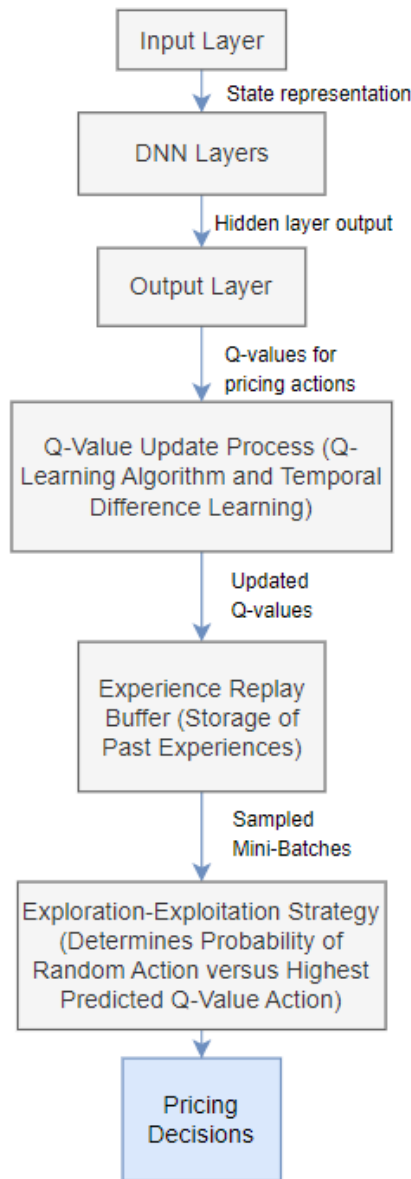 Input Layer
State representation
DNN Layers
Hidden layer output
Output Layer
Q-values for
pricing actions
Q-Value Update Process (Q-
Learning Algorithm and Temporal
Difference Learning)
Updated
Q-values
Experience Replay
Buffer (Storage of
Past Experiences)
Sampled
Mini-Batches
Exploration-Exploitation Strategy
(Determines Probability of
Random Action versus Highest
Predicted Q-Value Action)
Pricing
Decisions